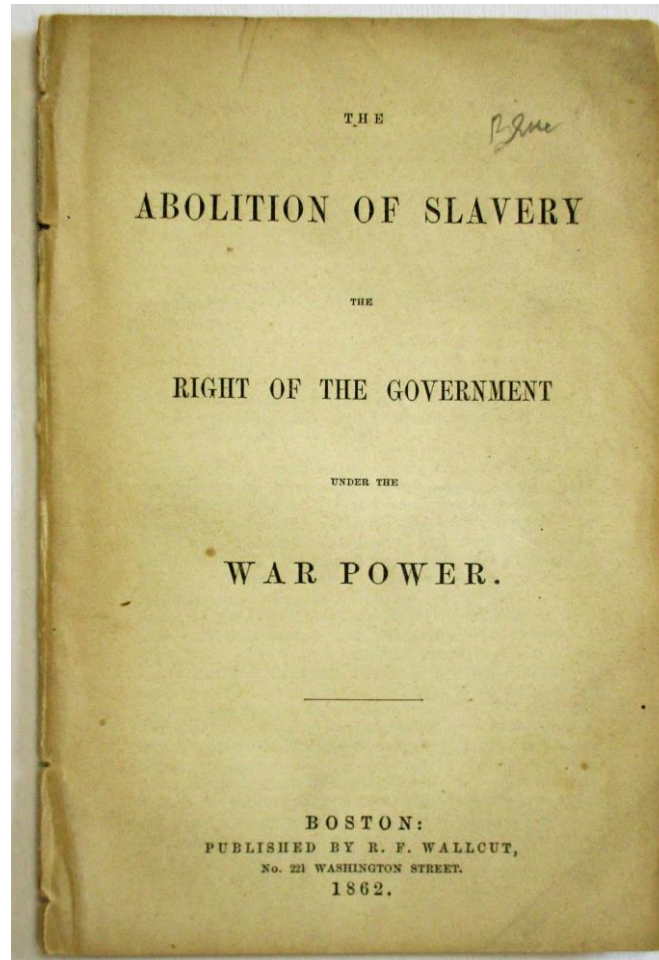 THE
ABOLITION OF SLAVERY
THE
RIGHT OF THE GOVERNMENT
UNDER THE
WAR POWER.
BOSTON:
PUBLISHED BY R. F. WALLCUT,
No. 221 WASHINGTON STREET.
1862.